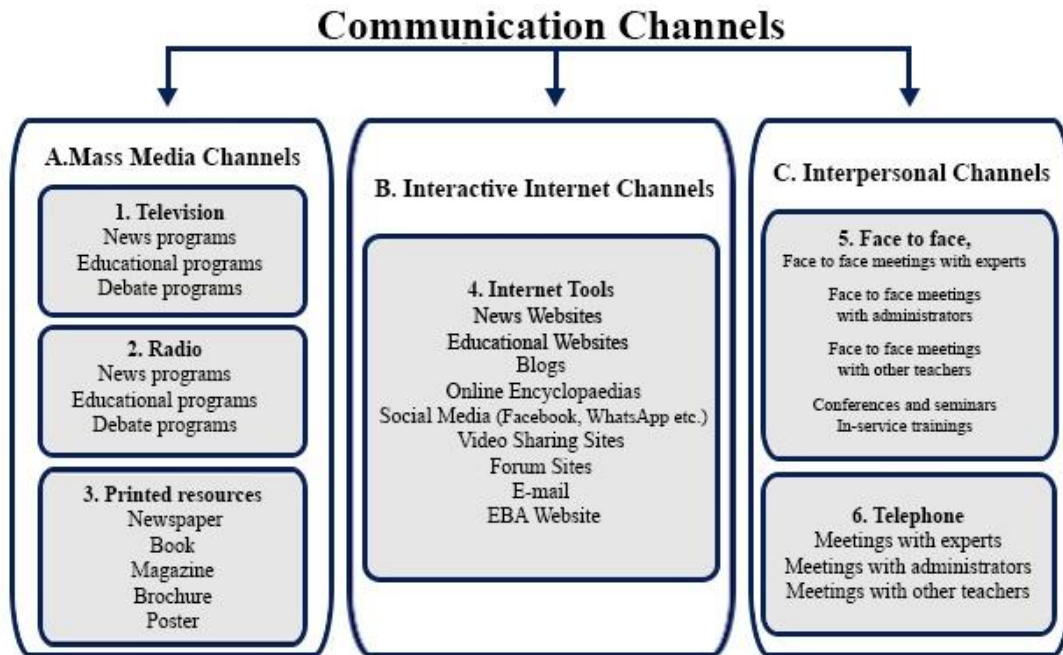 Communication Channels
A.Mass Media Channels
1. Television
News programs
Educational programs
Debate programs
2. Radio
News programs
Educational programs
Debate programs
3. Printed resources
Newspaper
Book
Magazine
Brochure
Poster
B. Interactive Internet Channels
4. Internet Tools
News Websites
Educational Websites
Blogs
Online Encyclopaedias
Social Media (Facebook, WhatsApp etc.)
Video Sharing Sites
Forum Sites
E-mail
EBA Website
C. Interpersonal Channels
5. Face to face,
Face to face meetings with experts
Face to face meetings
with administrators
Face to face meetings
with other teachers
Conferences and seminars
In-service trainings
6. Telephone
Meetings with experts
Meetings with administrators
Meetings with other teachers